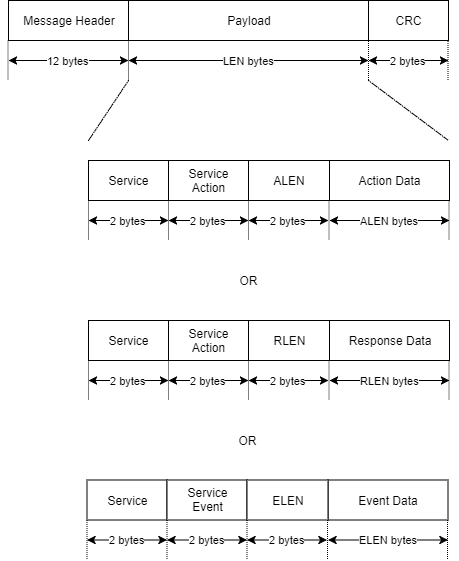 Message Header Payload CRC
12 bytes LEN bytes 2 bytes
Service Service Action ALEN Action Data
2 bytes 2 bytes 2 bytes ALEN bytes
OR
Service Service Action RLEN Response Data
2 bytes 2 bytes 2 bytes RLEN bytes
OR
Service Service Event ELEN Event Data
2 bytes 2 bytes 2 bytes ELEN bytes